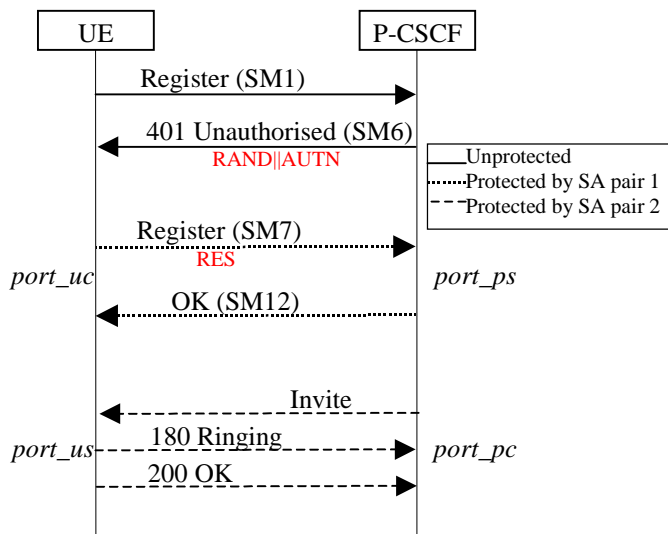 UE
P-CSCF
Register (SM1)
401 Unauthorised (SM6)
RAND||AUTN
Unprotected
Protected by SA pair 1
Protected by SA pair 2
Register (SM7)
RES
port_uc
port_ps
OK (SM12)
Invite
port_us
180 Ringing
port_pc
200 OK